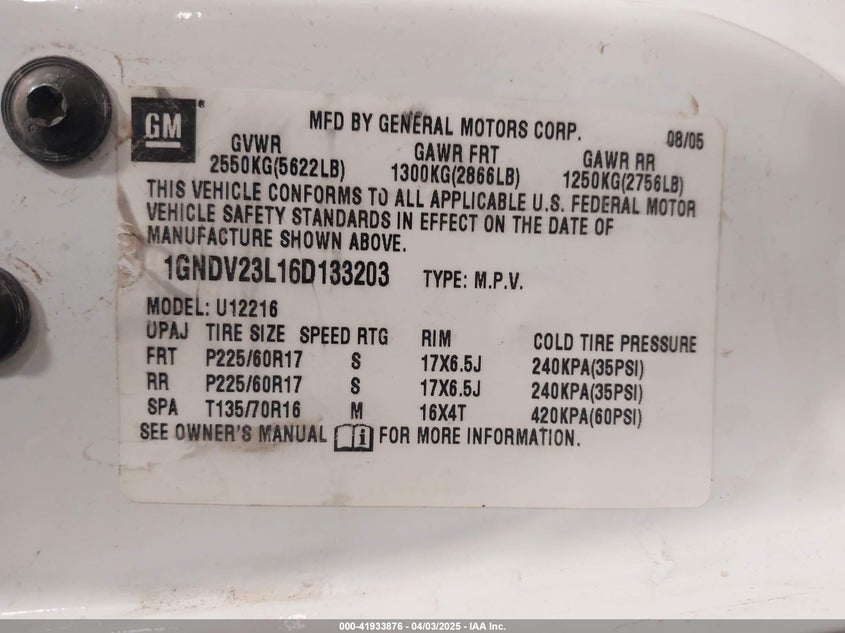 GM
MFD BY GENERAL MOTORS CORP. 08/05
GVWR GAWR FRT GAWR RR
2550KG(5622LB) 1300KG(2866LB) 1250KG(2756LB)
THIS VEHICLE CONFORMS TO ALL APPLICABLE U.S. FEDERAL MOTOR
VEHICLE SAFETY STANDARDS IN EFFECT ON THE DATE OF
MANUFACTURE SHOWN ABOVE.
1GNDV23L16D133203 TYPE: M.P.V.
MODEL: U12216
UPAJ TIRE SIZE SPEED RTG RIM COLD TIRE PRESSURE
FRT P225/60R17 S 17X6.5J 240KPA(35PSI)
RR P225/60R17 S 17X6.5J 240KPA(35PSI)
SPA T135/70R16 M 16X4T 420KPA(60PSI)
SEE OWNER'S MANUAL i FOR MORE INFORMATION.
000-41933876 - 04/03/2025 - IAA Inc.